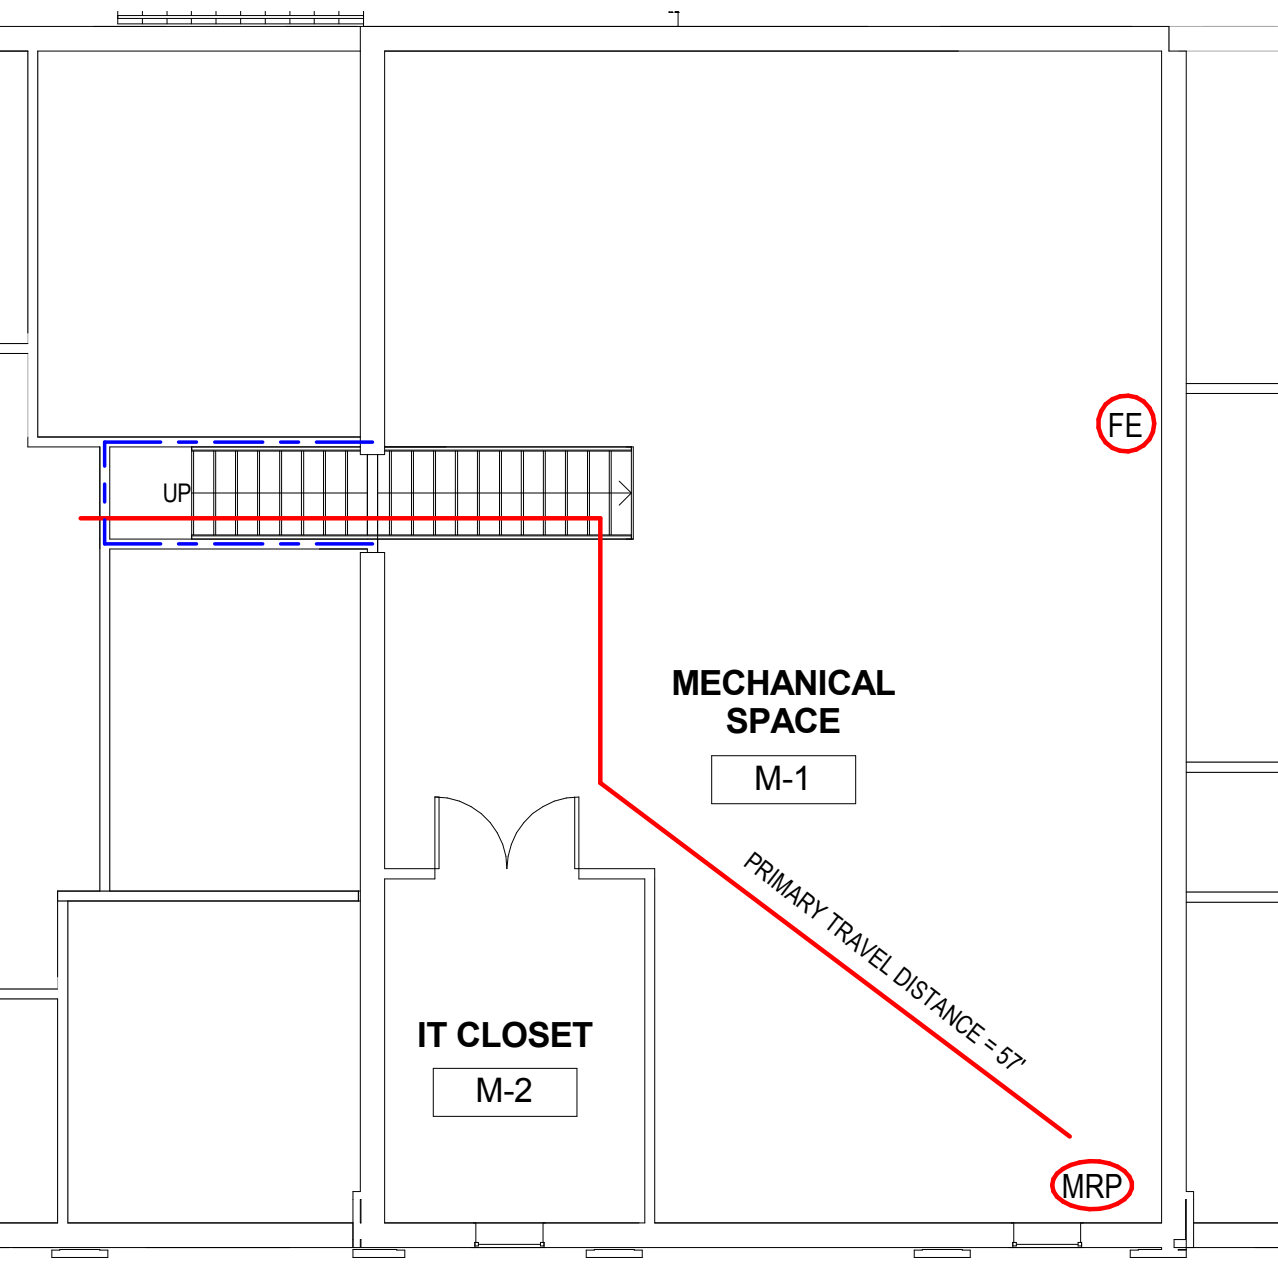 FE
UP
MECHANICAL
SPACE
M-1
PRIMARY TRAVEL DISTANCE = 57'
IT CLOSET
M-2
MRP